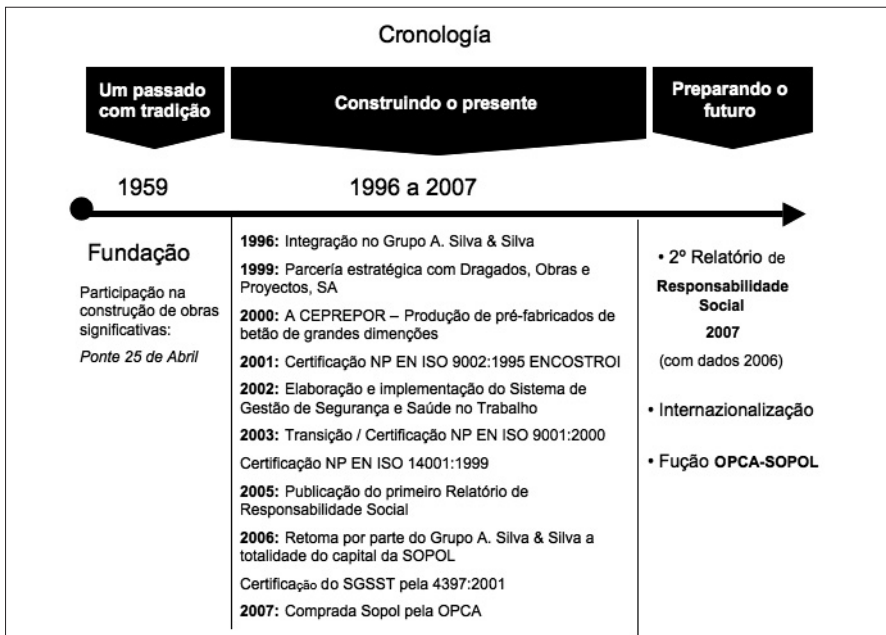 Cronología
Um passado
com tradição
Construindo o presente
Preparando o
futuro
1959
1996 a 2007
Fundação
Participação na
construção de obras
significativas:
Ponte 25 de Abril
1996: Integração no Grupo A. Silva & Silva
1999: Parcería estratégica com Dragados, Obras e
Proyectos, SA
2000: A CEPREPOR – Produção de pré-fabricados de
betão de grandes dimenções
2001: Certificação NP EN ISO 9002:1995 ENCOSTROI
2002: Elaboração e implementação do Sistema de
Gestão de Segurança e Saúde no Trabalho
2003: Transição / Certificação NP EN ISO 9001:2000
Certificação NP EN ISO 14001:1999
2005: Publicação do primeiro Relatório de
Responsabilidade Social
2006: Retoma por parte do Grupo A. Silva & Silva a
totalidade do capital da SOPOL
Certificação do SGSST pela 4397:2001
2007: Comprada Sopol pela OPCA
• 2º Relatório de
Responsabilidade
Social
2007
(com dados 2006)
• Internazionalização
• Fução OPCA-SOPOL